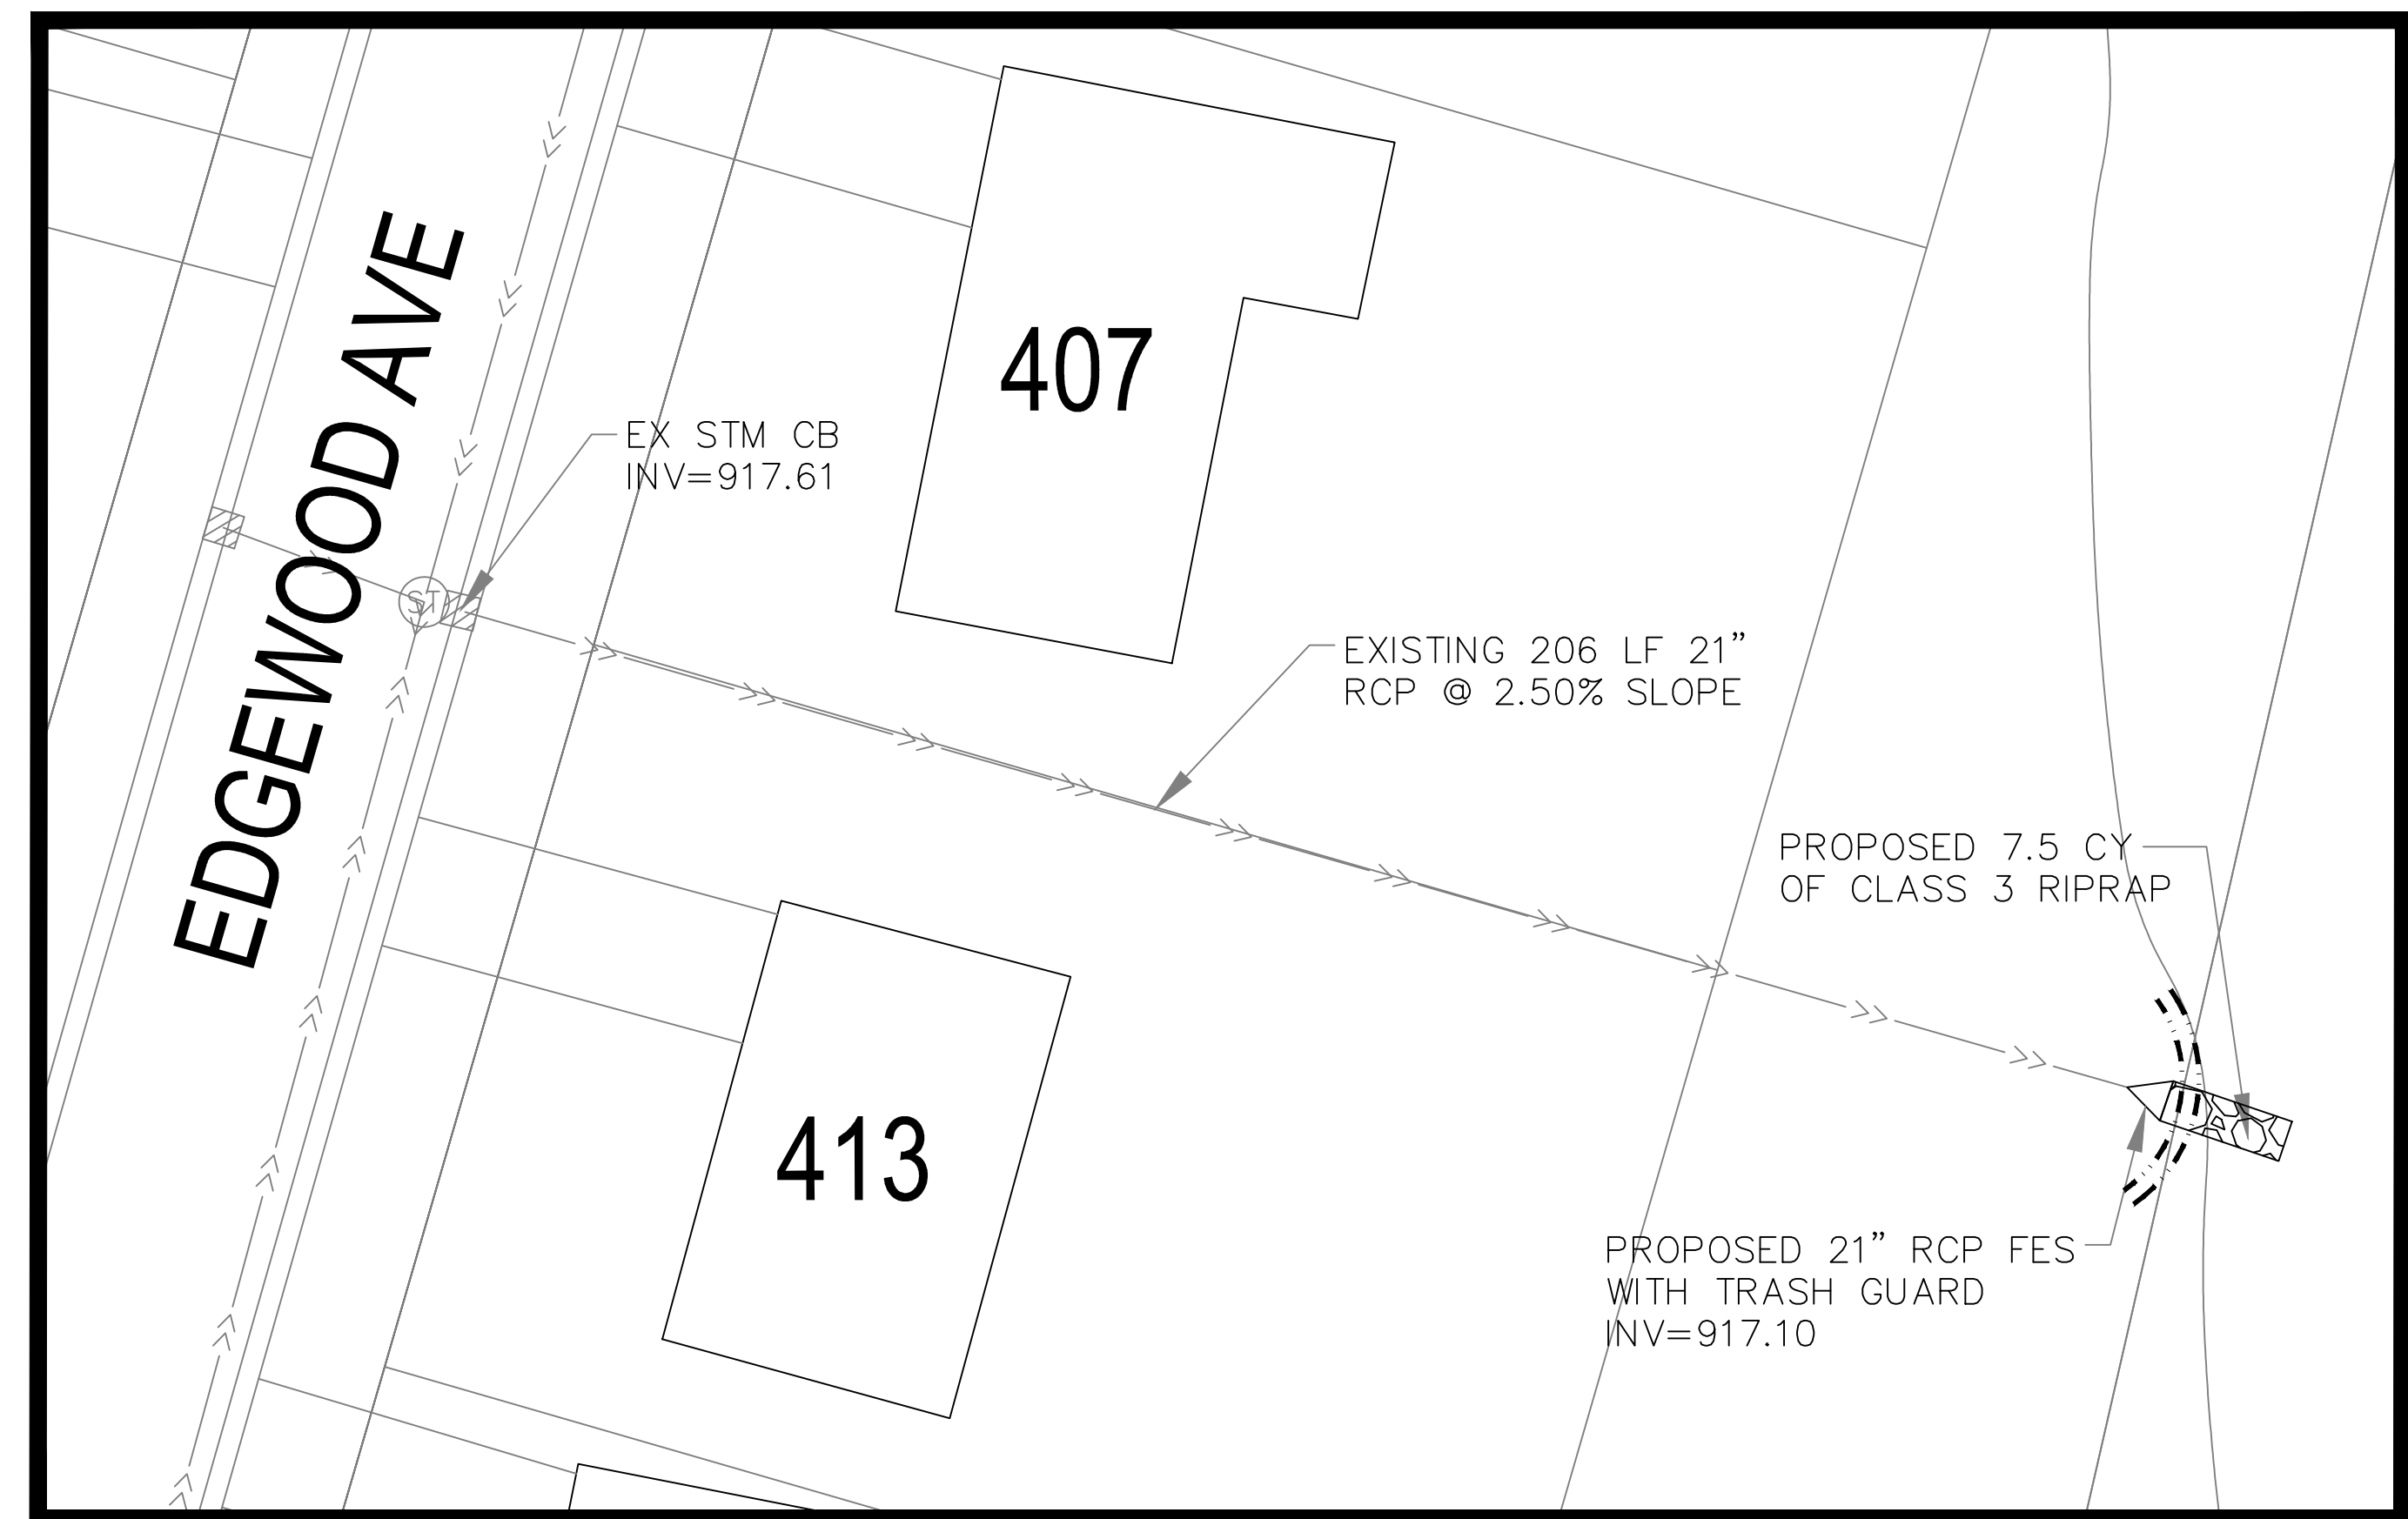 407
EDGEWOOD AVE
EX STM CB
INV=917.61
ST
EXISTING 206 LF 21”
RCP @ 2.50% SLOPE
PROPOSED 7.5 CY
OF CLASS 3 RIPRAP
413
PROPOSED 21” RCP FES
WITH TRASH GUARD
INV=917.10